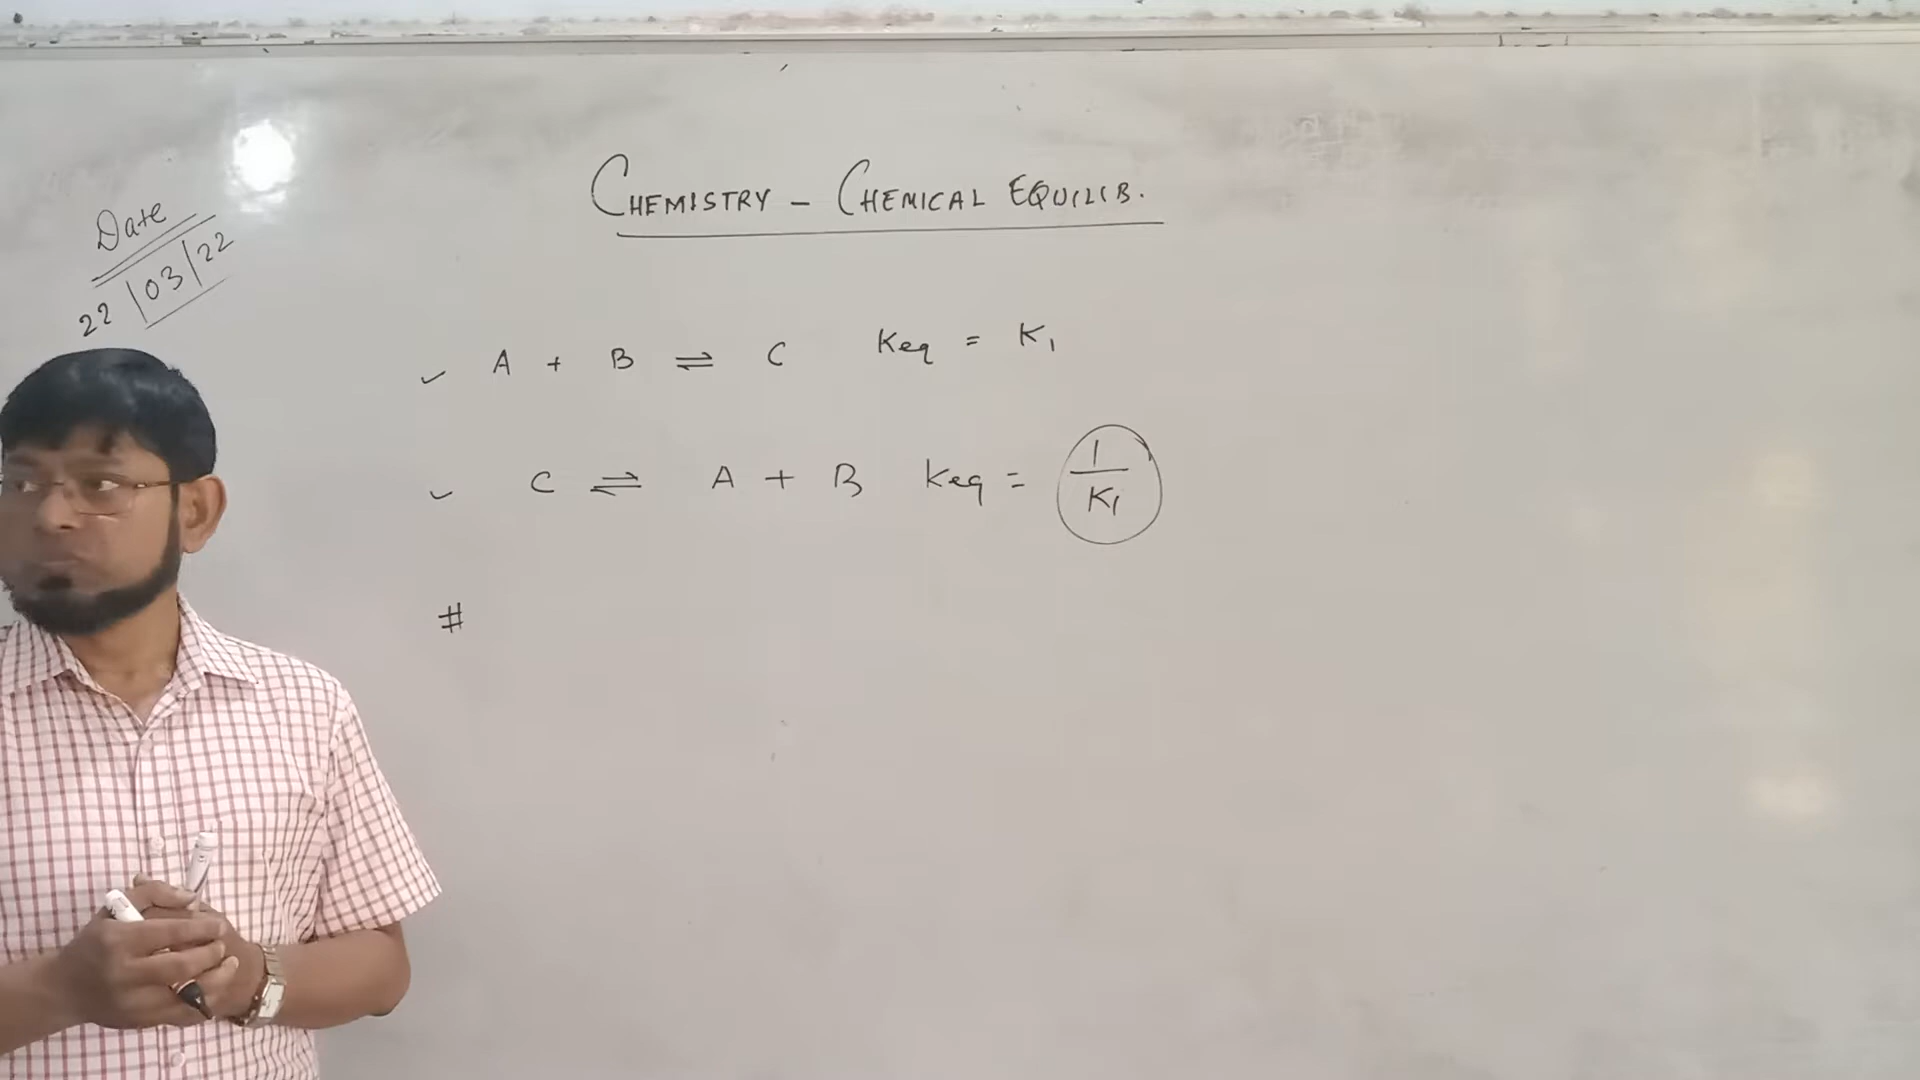 CHEMISTRY - CHEMICAL EQUILIB.
Date
22/03/22
A + B ⇌ C Keq = K₁
C ⇌ A + B Keq = 1/K₁
#